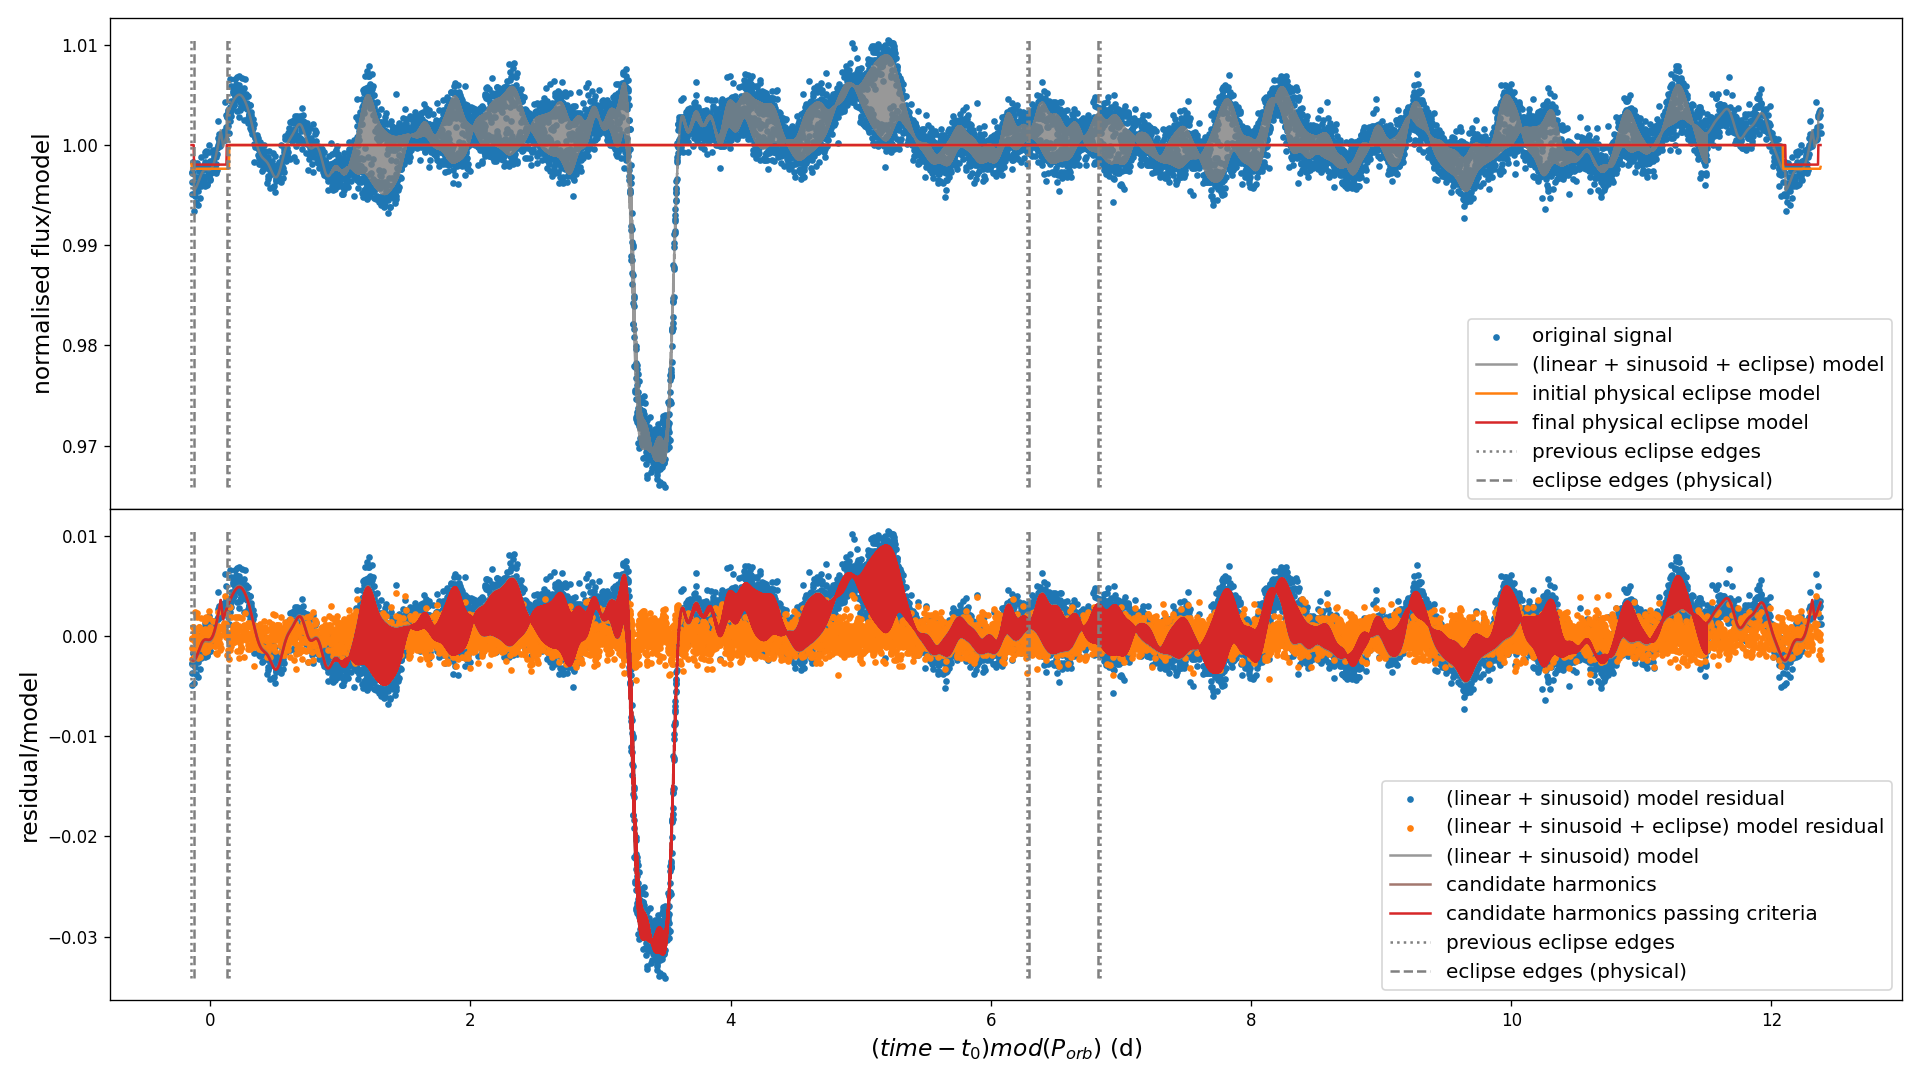 1.01
1.00
0.99
0.98
0.97
normalised flux/model
original signal
(linear + sinusoid + eclipse) model
initial physical eclipse model
final physical eclipse model
previous eclipse edges
eclipse edges (physical)
0.01
0.00
−0.01
−0.02
−0.03
residual/model
(linear + sinusoid) model residual
(linear + sinusoid + eclipse) model residual
(linear + sinusoid) model
candidate harmonics
candidate harmonics passing criteria
previous eclipse edges
eclipse edges (physical)
0 2 4 6 8 10 12
(time − t₀)mod(Pₒᵣb) (d)